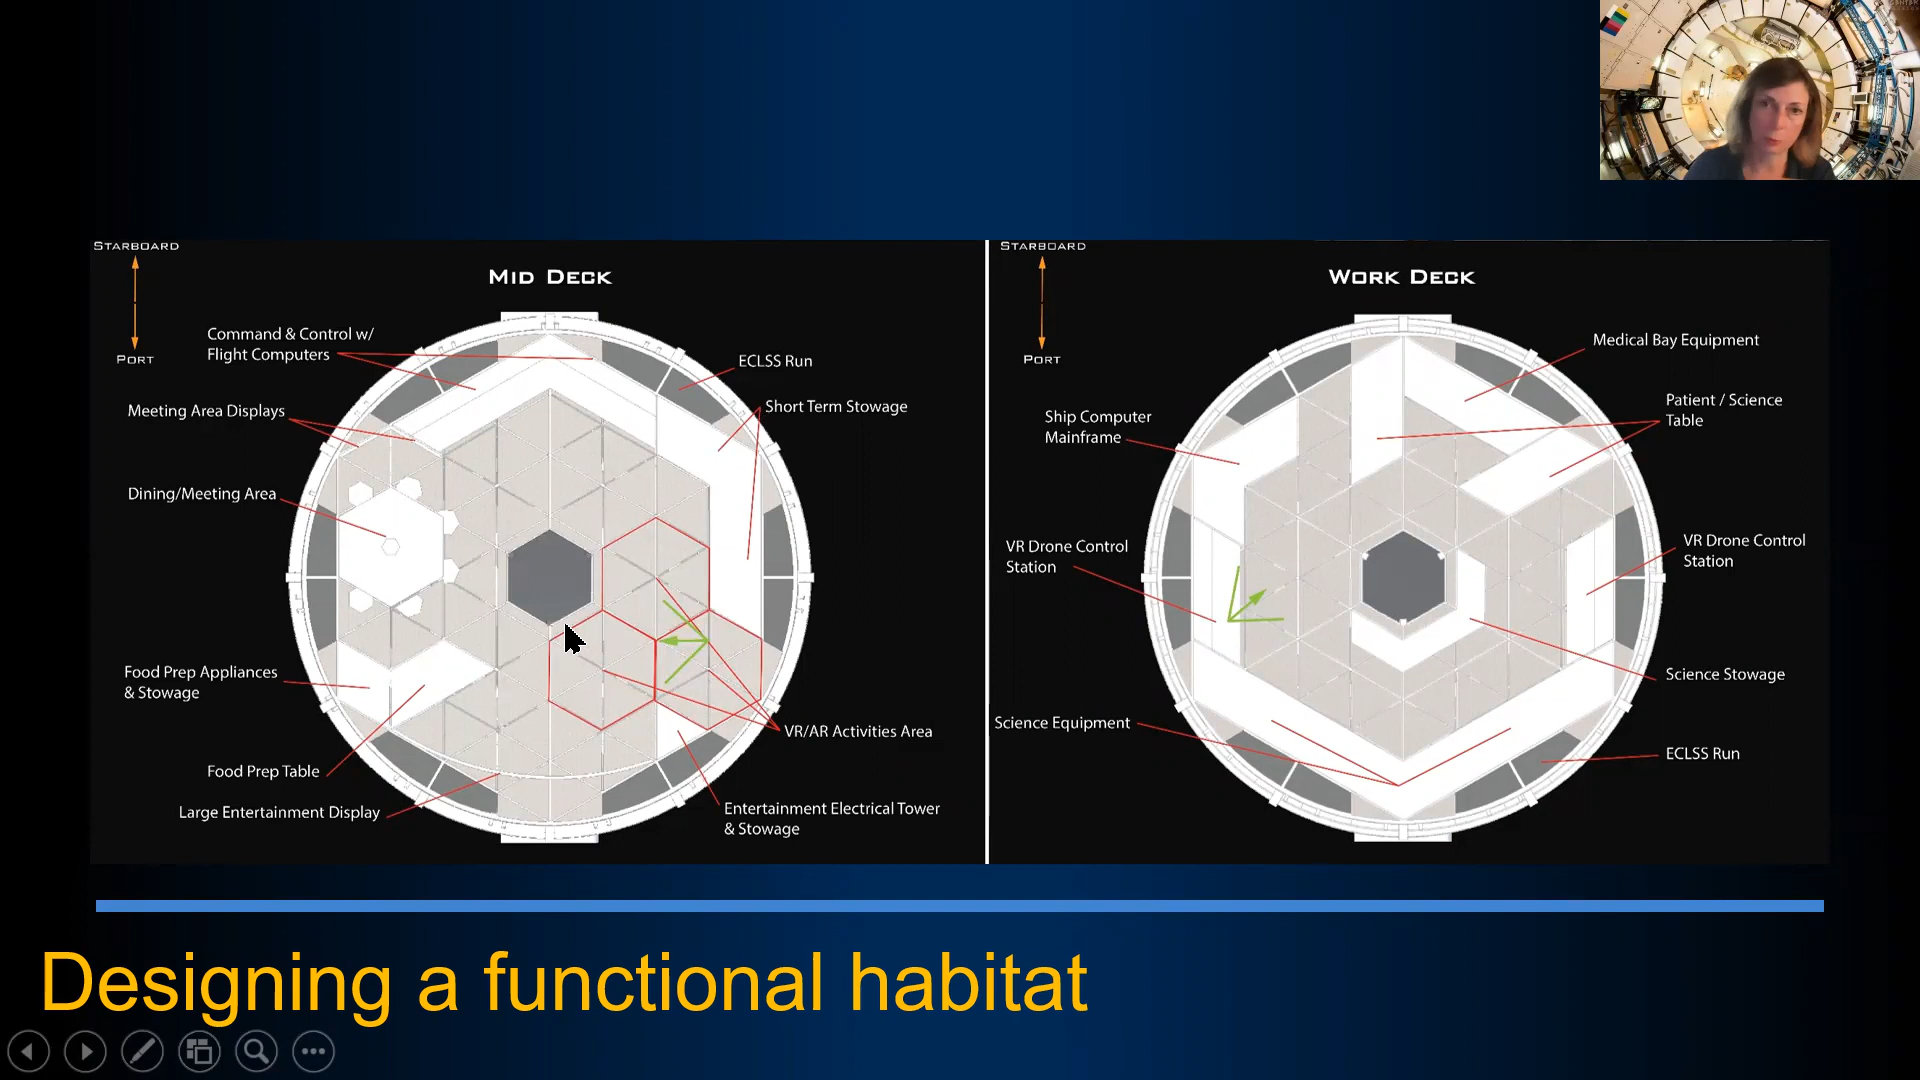 STARBOARD
PORT
MID DECK
Command & Control w/
Flight Computers
Meeting Area Displays
Dining/Meeting Area
Food Prep Appliances
& Stowage
Food Prep Table
Large Entertainment Display
ECLSS Run
Short Term Stowage
VR/AR Activities Area
Entertainment Electrical Tower
& Stowage
STARBOARD
PORT
WORK DECK
Ship Computer
Mainframe
VR Drone Control
Station
Science Equipment
Medical Bay Equipment
Patient / Science
Table
VR Drone Control
Station
Science Stowage
ECLSS Run
Designing a functional habitat